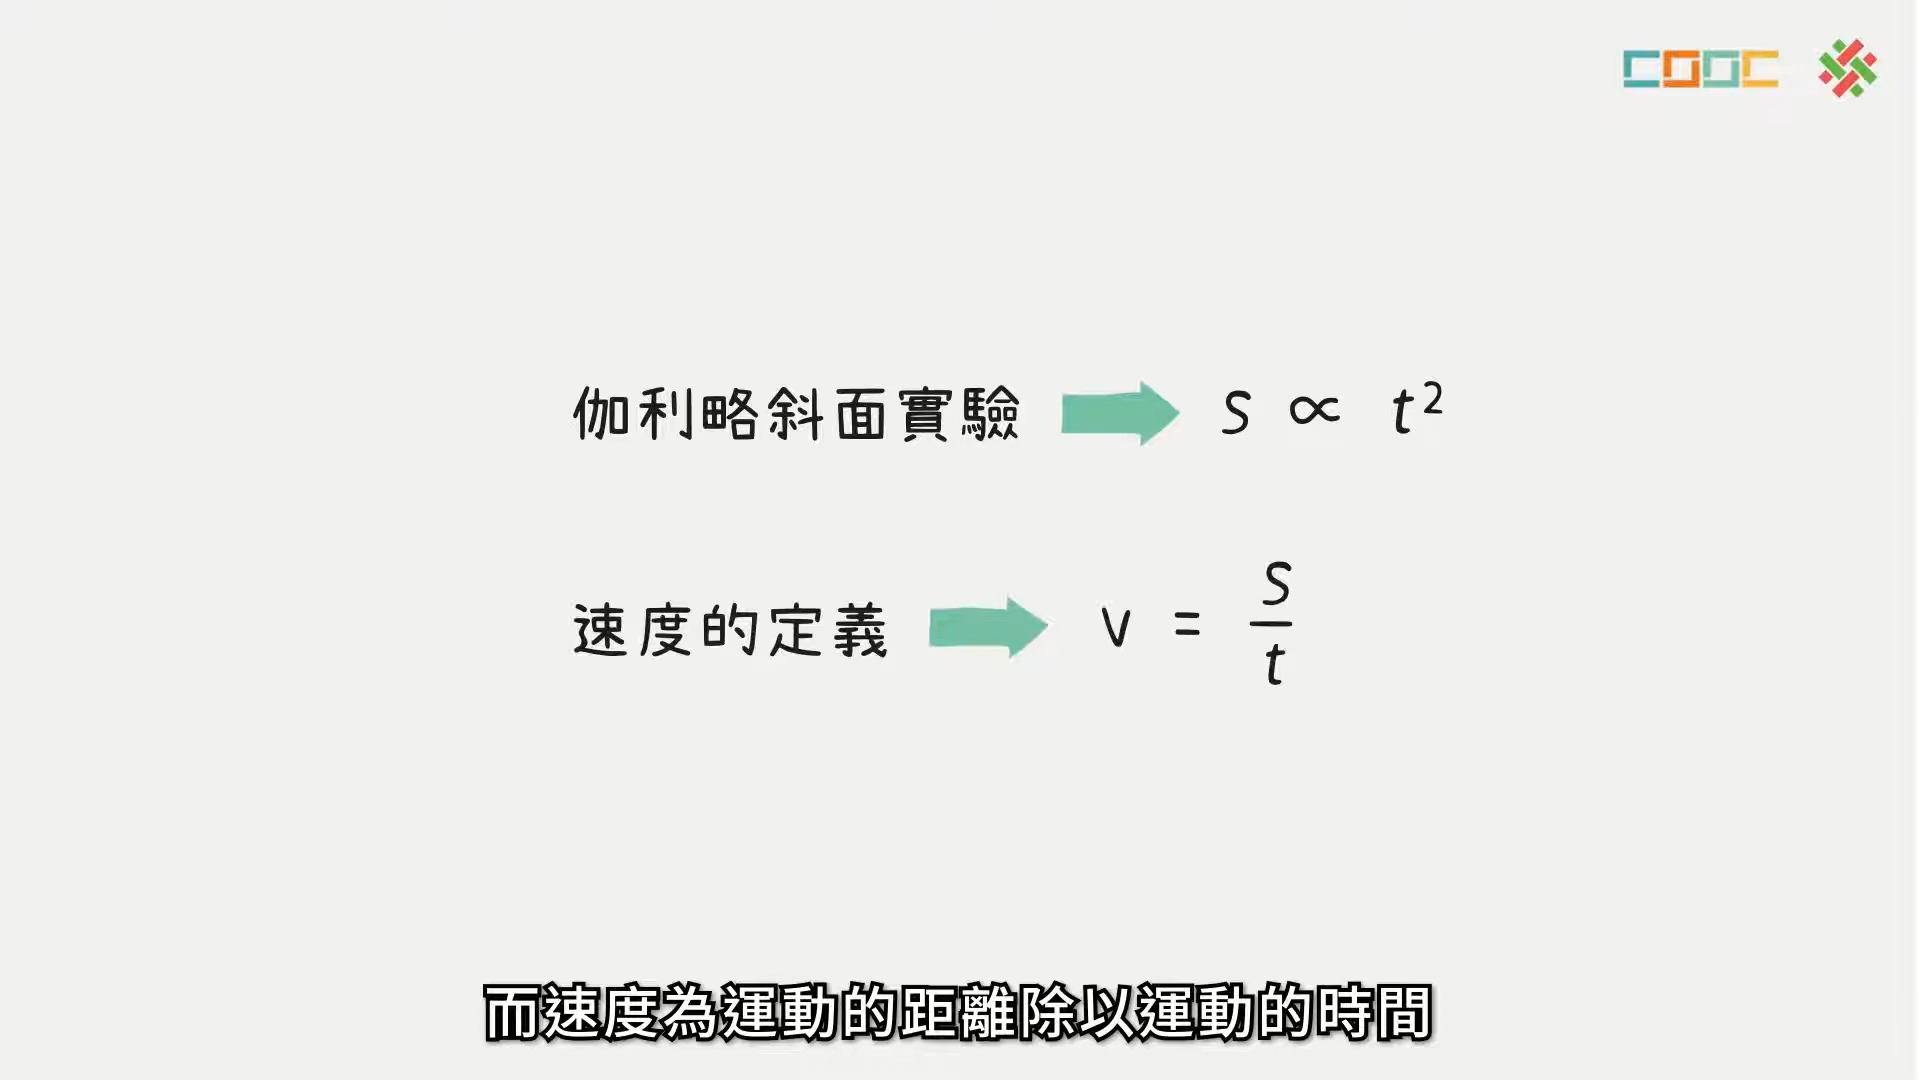 COOC
伽利略斜面實驗 → S ∝ t²
速度的定義 → v = S/t
而速度為運動的距離除以運動的時間